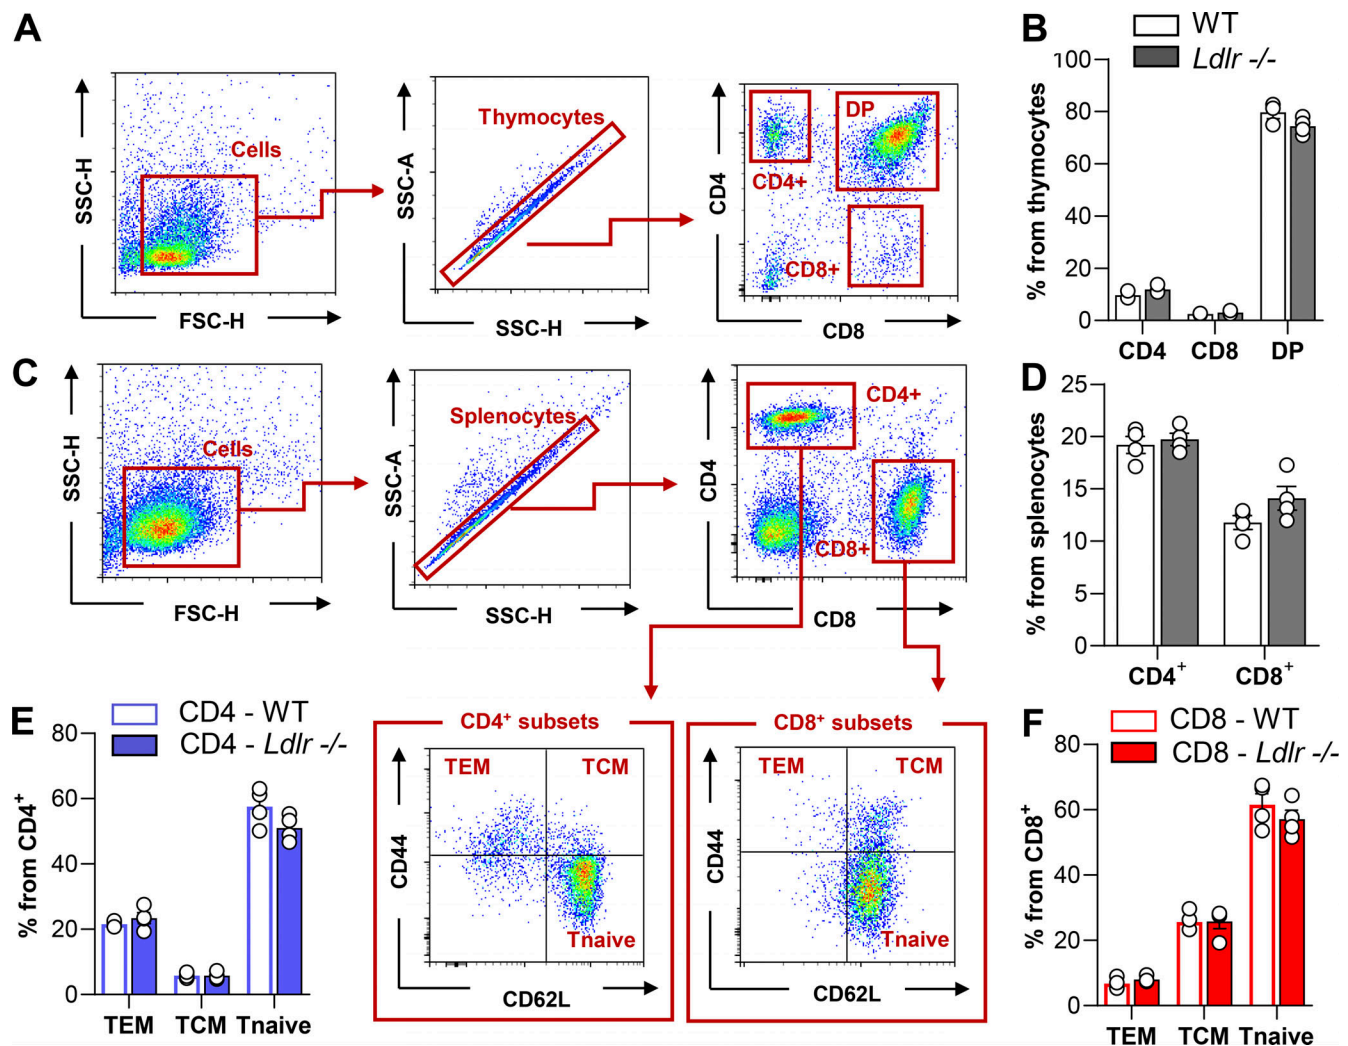 A
SSC-H
Cells
FSC-H
SSC-A
Thymocytes
SSC-H
CD4
DP
CD4+
CD8+
CD8
B
WT
Ldlr -/-
% from thymocytes
100
80
60
40
20
0
CD4 CD8 DP
C
SSC-H
Cells
FSC-H
SSC-A
Splenocytes
SSC-H
CD4
CD4+
CD8+
CD8
D
% from splenocytes
25
20
15
10
5
0
CD4⁺ CD8⁺
E
CD4 - WT
CD4 - Ldlr -/-
% from CD4⁺
80
60
40
20
0
TEM TCM Tnaive
CD4⁺ subsets
TEM TCM
CD44
Tnaive
CD62L
CD8⁺ subsets
TEM TCM
CD44
Tnaive
CD62L
F
CD8 - WT
CD8 - Ldlr -/-
% from CD8⁺
80
60
40
20
0
TEM TCM Tnaive